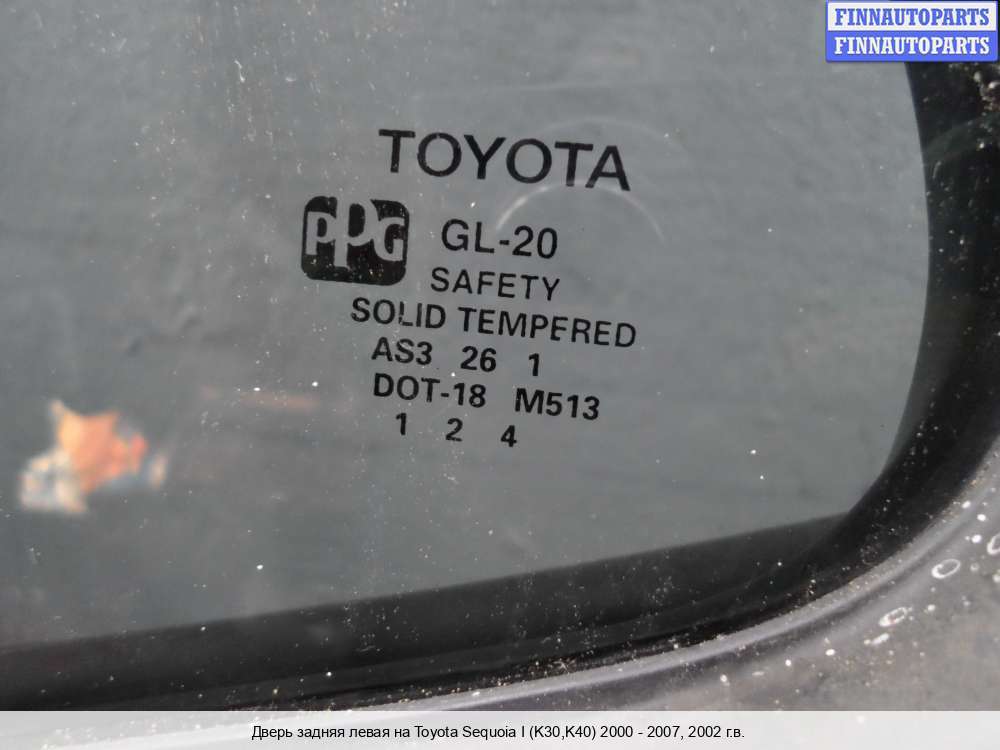 FINNAUTOPARTS
FINNAUTOPARTS
TOYOTA
PPG GL-20
SAFETY
SOLID TEMPERED
AS3 26 1
DOT-18 M513
1 2 4
Дверь задняя левая на Toyota Sequoia I (K30,K40) 2000 - 2007, 2002 г.в.